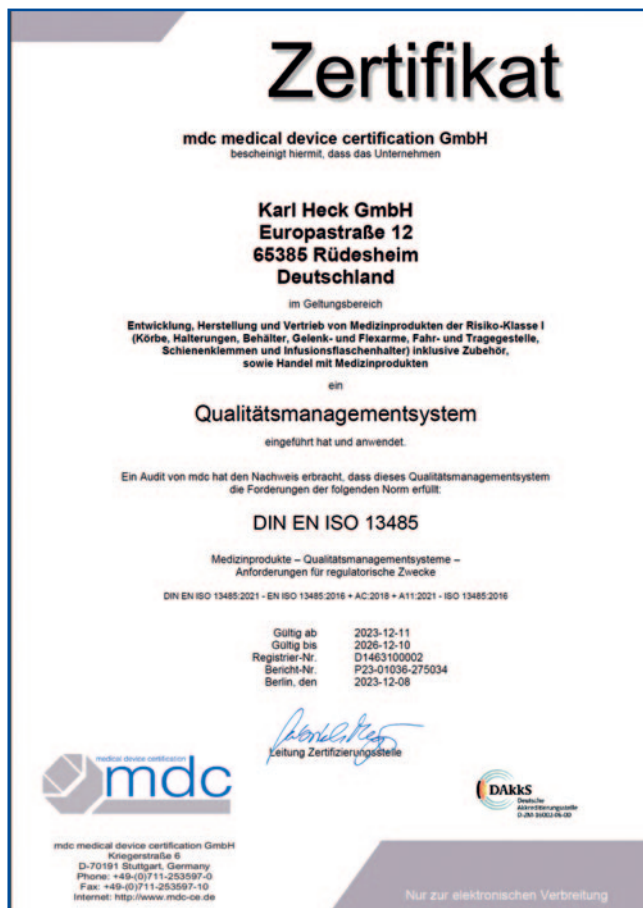 Zertifikat
mdc medical device certification GmbH
bescheinigt hiermit, dass das Unternehmen
Karl Heck GmbH
Europastraße 12
65385 Rüdesheim
Deutschland
im Geltungsbereich
Entwicklung, Herstellung und Vertrieb von Medizinprodukten der Risiko-Klasse I
(Körbe, Halterungen, Behälter, Gelenk- und Flexarme, Fahr- und Tragegestelle,
Schienenklemmen und Infusionsflaschenhalter) inklusive Zubehör,
sowie Handel mit Medizinprodukten
ein
Qualitätsmanagementsystem
eingeführt hat und anwendet.
Ein Audit von mdc hat den Nachweis erbracht, dass dieses Qualitätsmanagementsystem
die Forderungen der folgenden Norm erfüllt:
DIN EN ISO 13485
Medizinprodukte – Qualitätsmanagementsysteme –
Anforderungen für regulatorische Zwecke
DIN EN ISO 13485:2021 - EN ISO 13485:2016 + AC:2018 + A11:2021 - ISO 13485:2016
Gültig ab 2023-12-11
Gültig bis 2026-12-10
Registrier-Nr. D1463100002
Bericht-Nr. P23-01036-275034
Berlin, den 2023-12-08
Leitung Zertifizierungsstelle
medical device certification
mdc
DAkkS
Deutsche
Akkreditierungsstelle
mdc medical device certification GmbH
Kriegerstraße 6
D-70191 Stuttgart, Germany
Phone: +49-(0)711-253597-0
Fax: +49-(0)711-253597-10
Internet: http://www.mdc-ce.de
Nur zur elektronischen Verbreitung